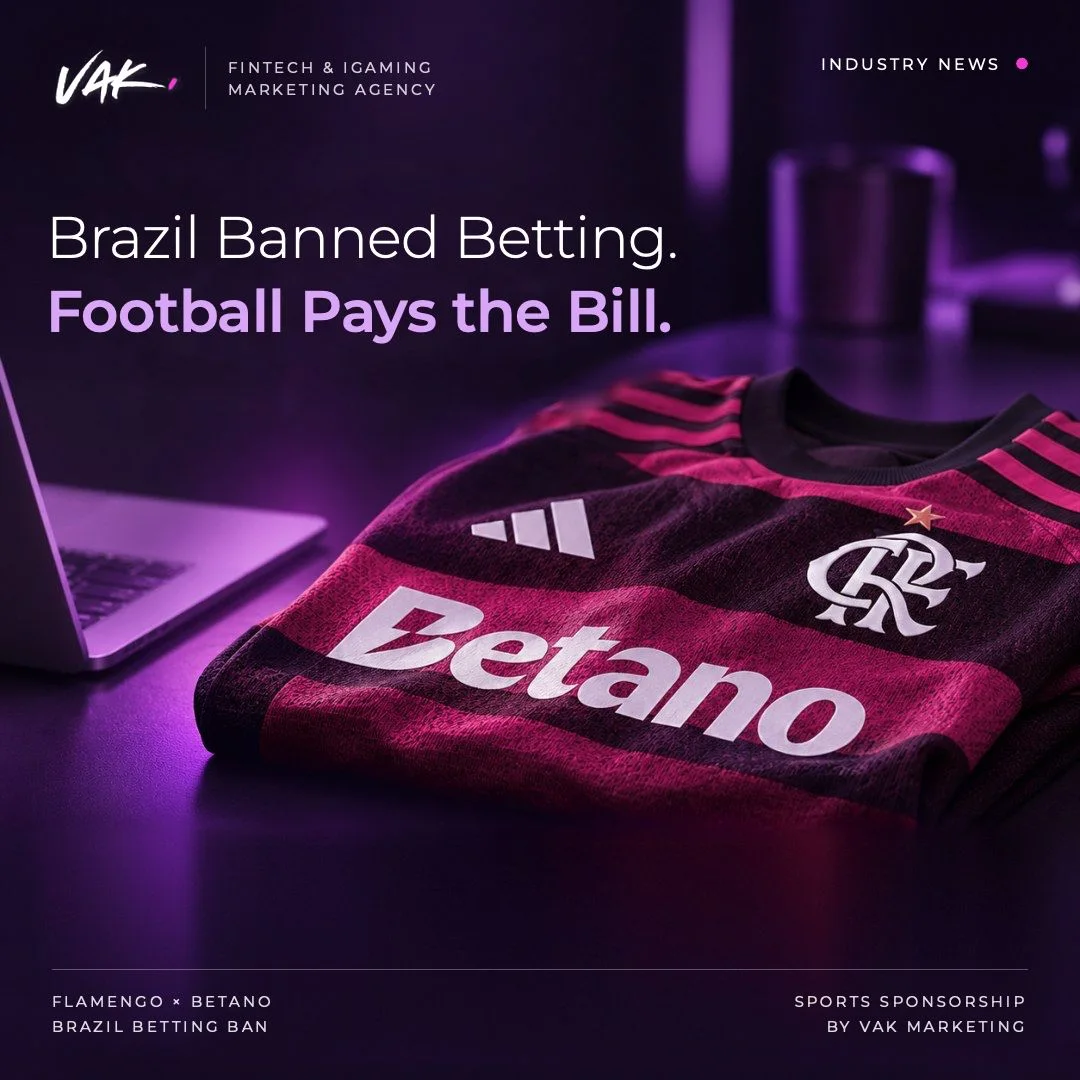 VAK.
FINTECH & IGAMING
MARKETING AGENCY
INDUSTRY NEWS
Brazil Banned Betting.
Football Pays the Bill.
CRF
Betano
FLAMENGO × BETANO
BRAZIL BETTING BAN
SPORTS SPONSORSHIP
BY VAK MARKETING